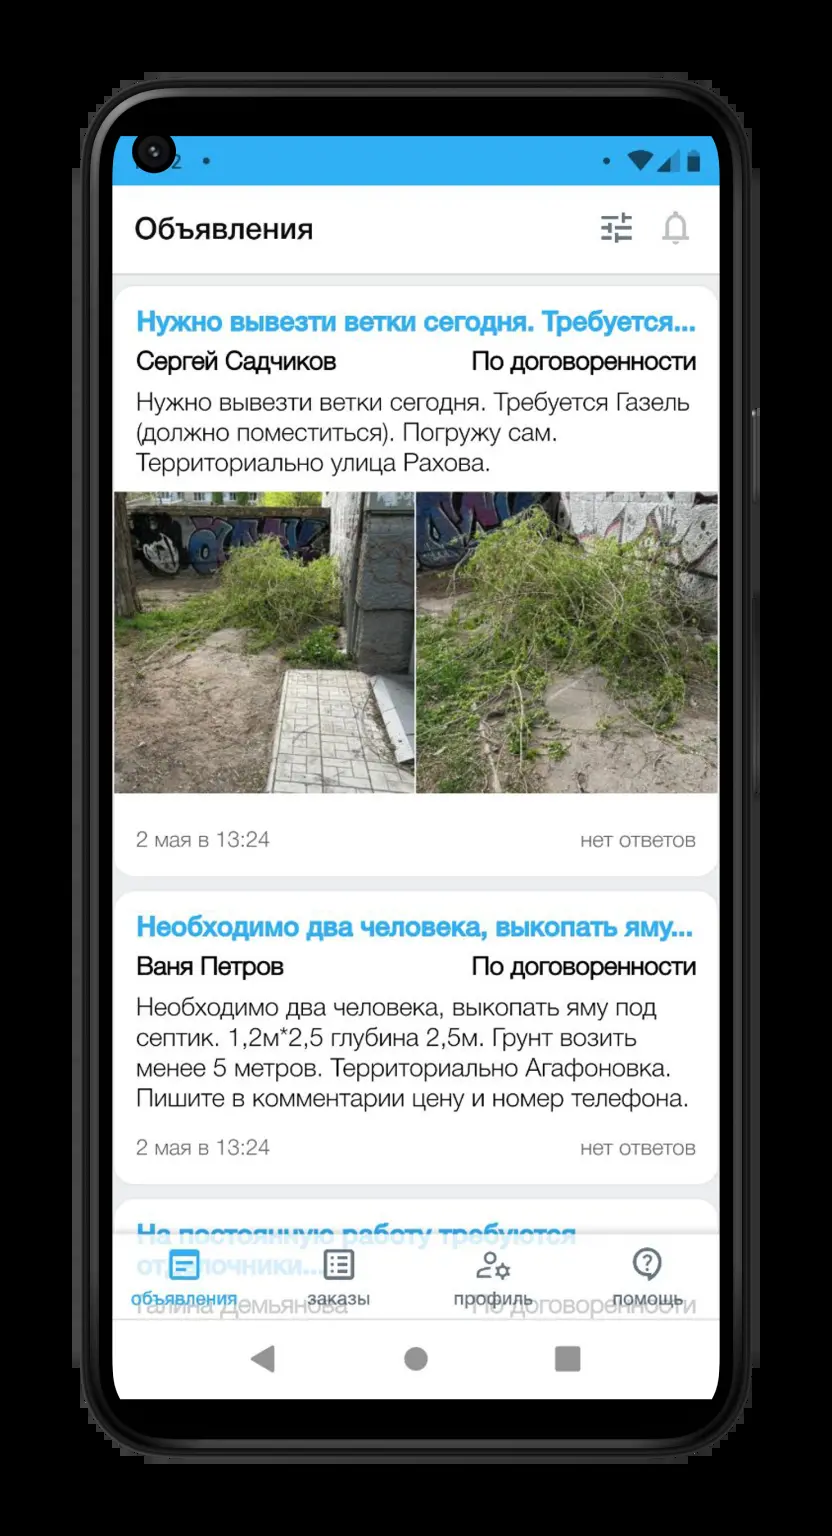 Объявления
Нужно вывезти ветки сегодня. Требуется...
Сергей Садчиков
По договоренности
Нужно вывезти ветки сегодня. Требуется Газель
(должно поместиться). Погружу сам.
Территориально улица Рахова.
2 мая в 13:24
нет ответов
Необходимо два человека, выкопать яму...
Ваня Петров
По договоренности
Необходимо два человека, выкопать яму под
септик. 1,2м*2,5 глубина 2,5м. Грунт возить
менее 5 метров. Территориально Агафоновка.
Пишите в комментарии цену и номер телефона.
2 мая в 13:24
нет ответов
На постоянную работу требуются
Галина Демьянова
По договоренности
объявления
заказы
профиль
помощь